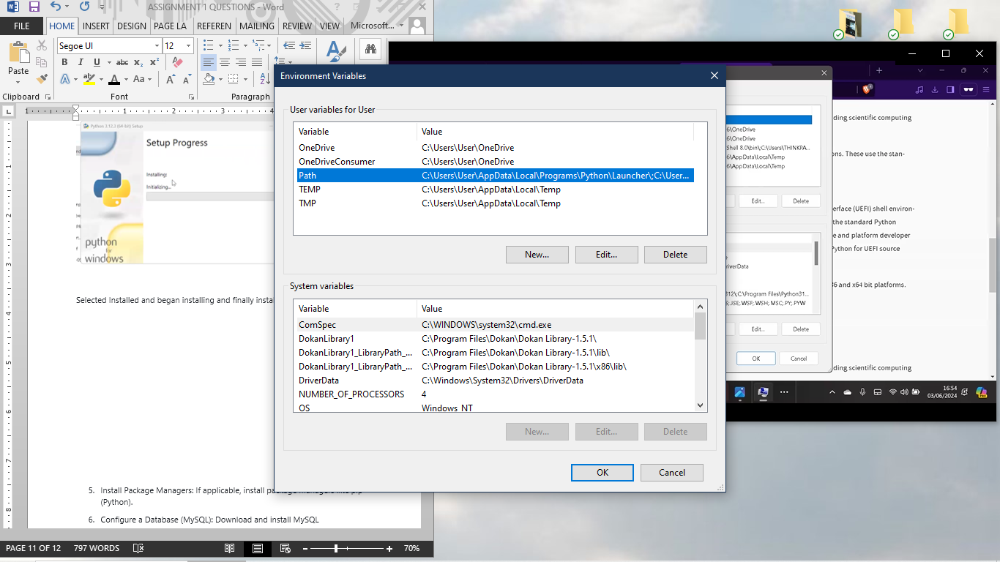 ASSIGNMENT 1 QUESTIONS - Word
FILE HOME INSERT DESIGN PAGE LA REFEREN MAILING REVIEW VIEW Microsoft...
Segoe UI 12
Paste
Clipboard Font Paragraph
Python 3.12.3 (64-bit) Setup
Setup Progress
Installing:
Initializing...
python
for
windows
Selected Installed and began installing and finally insta
5. Install Package Managers: If applicable, install package managers like pip
(Python).
6. Configure a Database (MySQL): Download and install MySQL
PAGE 11 OF 12 797 WORDS 70%
Environment Variables
User variables for User
Variable Value
OneDrive C:\Users\User\OneDrive
OneDriveConsumer C:\Users\User\OneDrive
Path C:\Users\User\AppData\Local\Programs\Python\Launcher\;C:\User...
TEMP C:\Users\User\AppData\Local\Temp
TMP C:\Users\User\AppData\Local\Temp
New... Edit... Delete
System variables
Variable Value
ComSpec C:\WINDOWS\system32\cmd.exe
DokanLibrary1 C:\Program Files\Dokan\Dokan Library-1.5.1\
DokanLibrary1_LibraryPath_... C:\Program Files\Dokan\Dokan Library-1.5.1\lib\
DokanLibrary1_LibraryPath_... C:\Program Files\Dokan\Dokan Library-1.5.1\x86\lib\
DriverData C:\Windows\System32\Drivers\DriverData
NUMBER_OF_PROCESSORS 4
OS Windows_NT
New... Edit... Delete
OK Cancel
6\OneDrive
6\OneDrive
Shell 8.0\bin\;C:\Users\THINKPA...
6\AppData\Local\Temp
6\AppData\Local\Temp
Edit... Delete
riverData
312\;C:\Program Files\Python31...
;.JSE;.WSF;.WSH;.MSC;.PY;.PYW
Edit... Delete
OK Cancel
ding scientific computing
ons. These use the stan-
erface (UEFI) shell environ-
the standard Python
e and platform developer
Python for UEFI source
86 and x64 bit platforms.
ding scientific computing
16:54
03/06/2024